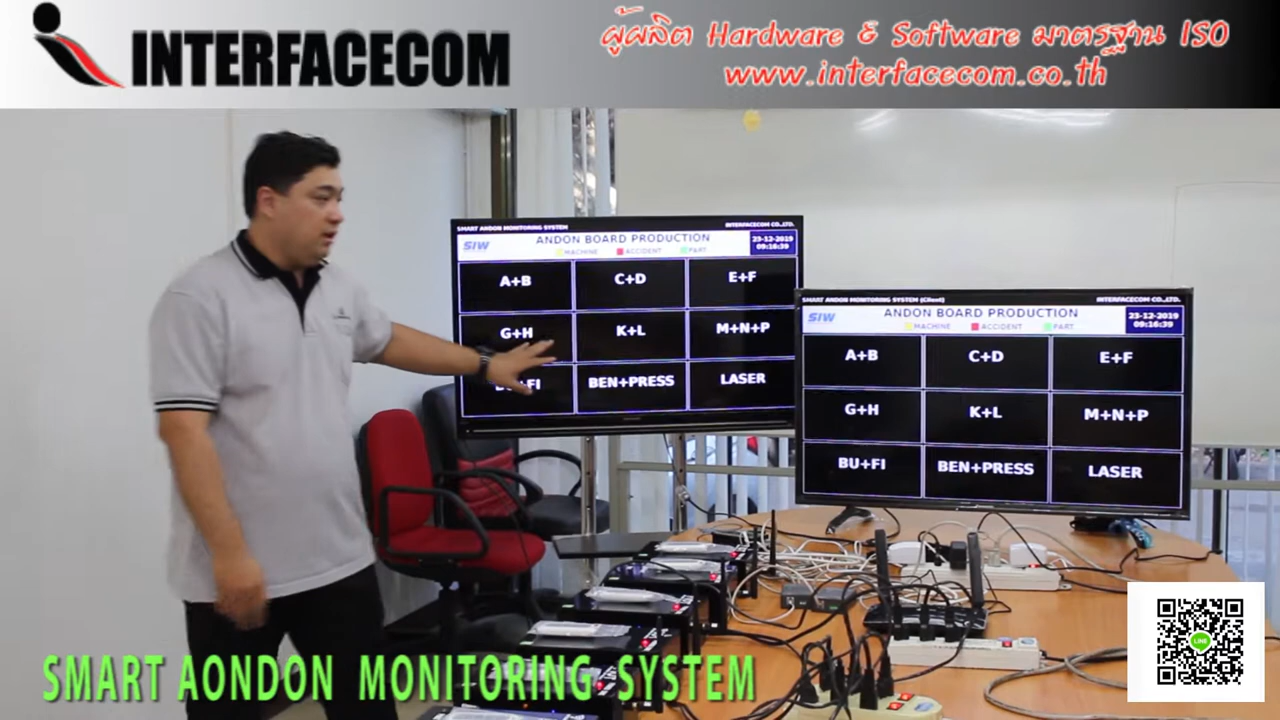 INTERFACECOM
ผู้ผลิต Hardware & Software มาตรฐาน ISO
www.interfacecom.co.th
SMART ANDON MONITORING SYSTEM
INTERFACECOM CO.,LTD.
SIW
ANDON BOARD PRODUCTION
MACHINE
ACCIDENT
PART
23-12-2019
09:16:39
A+B
C+D
E+F
G+H
K+L
M+N+P
BEN+PRESS
LASER
SMART ANDON MONITORING SYSTEM (Client)
INTERFACECOM CO.,LTD.
SIW
ANDON BOARD PRODUCTION
MACHINE
ACCIDENT
PART
23-12-2019
09:16:39
A+B
C+D
E+F
G+H
K+L
M+N+P
BU+FI
BEN+PRESS
LASER
LINE
SMART AONDON MONITORING SYSTEM